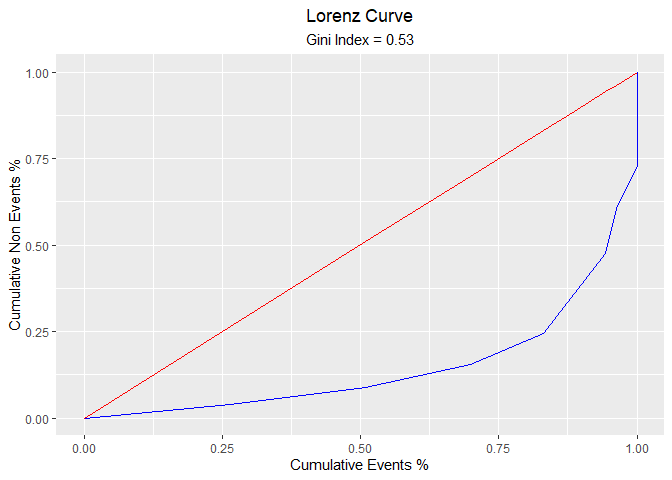 Lorenz Curve
Gini Index = 0.53
1.00
0.75
0.50
0.25
0.00
Cumulative Non Events %
0.00 0.25 0.50 0.75 1.00
Cumulative Events %